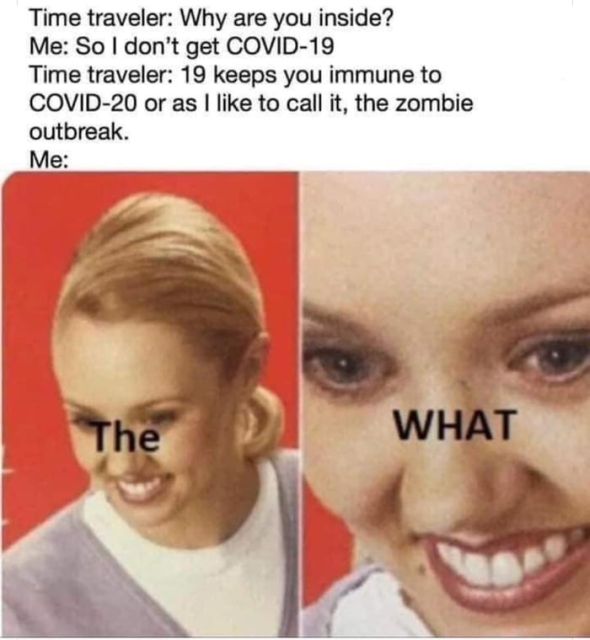 Time traveler: Why are you inside?
Me: So I don't get COVID-19
Time traveler: 19 keeps you immune to
COVID-20 or as I like to call it, the zombie
outbreak.
Me:
The
WHAT